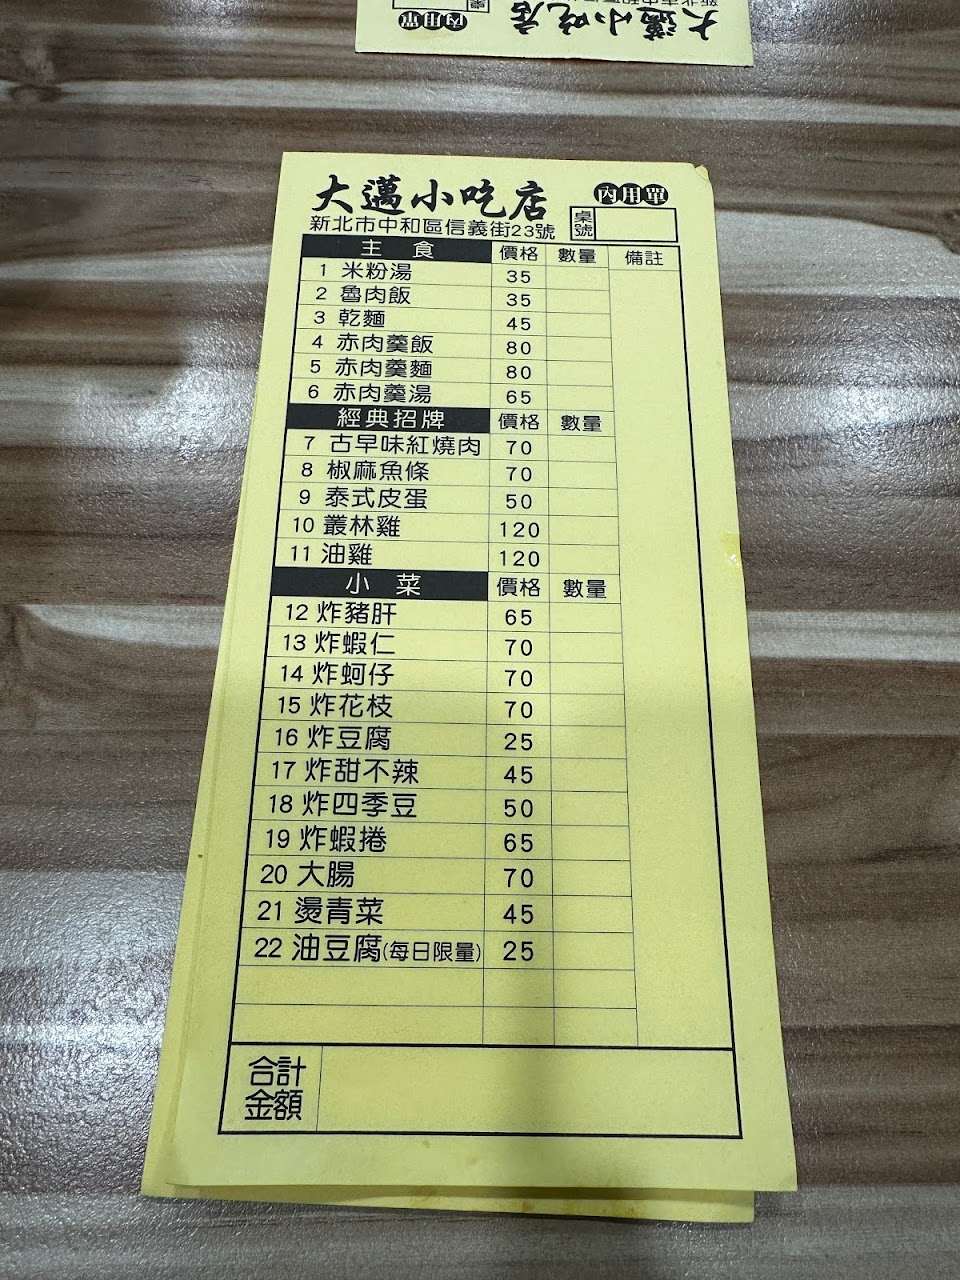 內用單
大邁小吃店
大邁小吃店 內用單
新北市中和區信義街23號 桌號
主食 價格 數量 備註
1 米粉湯 35
2 魯肉飯 35
3 乾麵 45
4 赤肉羹飯 80
5 赤肉羹麵 80
6 赤肉羹湯 65
經典招牌 價格 數量
7 古早味紅燒肉 70
8 椒麻魚條 70
9 泰式皮蛋 50
10 叢林雞 120
11 油雞 120
小菜 價格 數量
12 炸豬肝 65
13 炸蝦仁 70
14 炸蚵仔 70
15 炸花枝 70
16 炸豆腐 25
17 炸甜不辣 45
18 炸四季豆 50
19 炸蝦捲 65
20 大腸 70
21 燙青菜 45
22 油豆腐(每日限量) 25
合計
金額